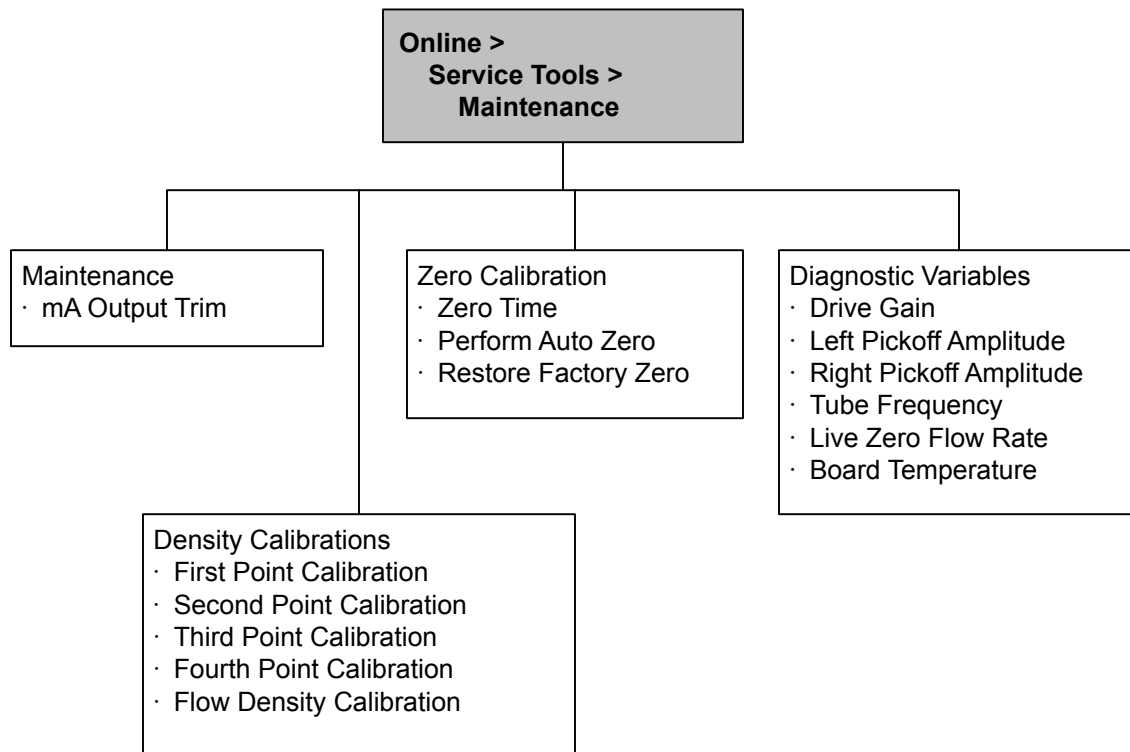 Online >
Service Tools >
Maintenance
Maintenance
· mA Output Trim
Zero Calibration
· Zero Time
· Perform Auto Zero
· Restore Factory Zero
Diagnostic Variables
· Drive Gain
· Left Pickoff Amplitude
· Right Pickoff Amplitude
· Tube Frequency
· Live Zero Flow Rate
· Board Temperature
Density Calibrations
· First Point Calibration
· Second Point Calibration
· Third Point Calibration
· Fourth Point Calibration
· Flow Density Calibration